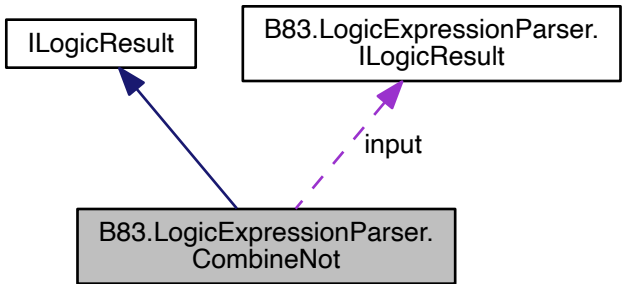 ILogicResult
B83.LogicExpressionParser.
ILogicResult
input
B83.LogicExpressionParser.
CombineNot